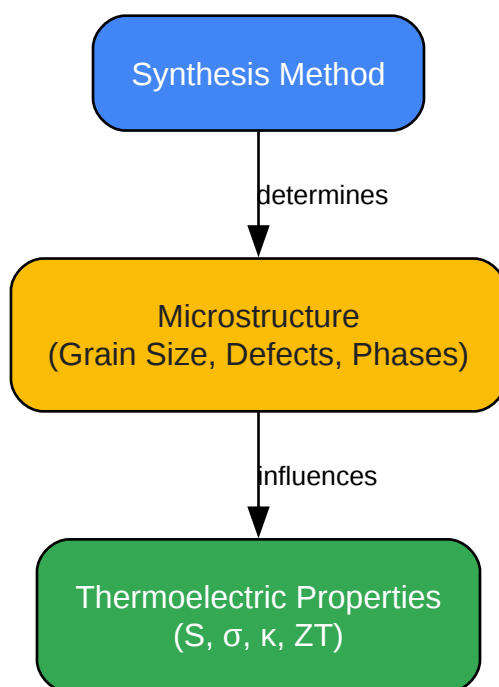 Synthesis Method
determines
Microstructure
(Grain Size, Defects, Phases)
influences
Thermoelectric Properties
(S, σ, κ, ZT)